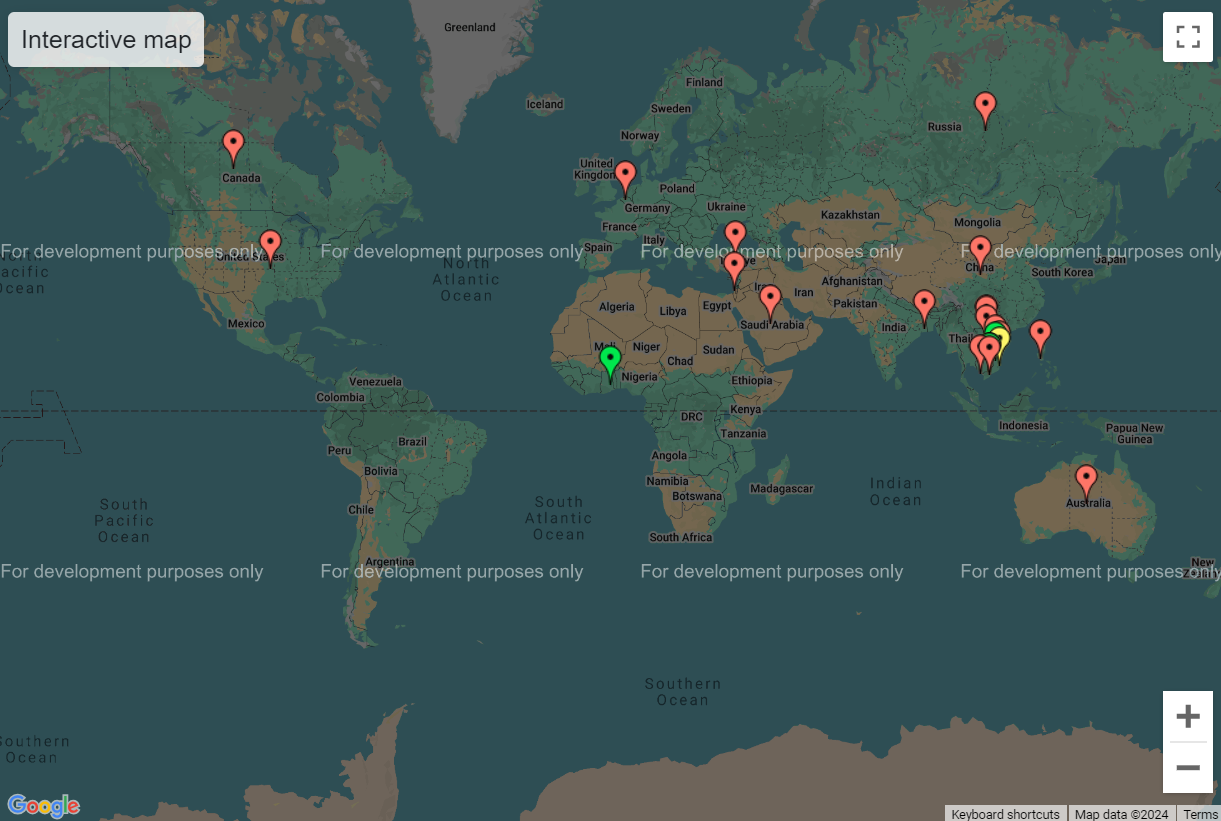 Interactive map
Greenland
Iceland
Finland
Sweden
Norway
Russia
United
Kingdom
Canada
Poland
Germany
Ukraine
Kazakhstan
Mongolia
France
Italy
Spain
For development purposes only
For development purposes only
For development purposes only
For development purposes only
United States
Japan
China
South Korea
North
Atlantic
Ocean
Pacific
Ocean
Afghanistan
Iran
Pakistan
Algeria
Libya
Egypt
Saudi Arabia
India
Mexico
Mali
Niger
Chad
Sudan
Nigeria
Ethiopia
Venezuela
Colombia
Kenya
DRC
Tanzania
Indonesia
Papua New
Guinea
Peru
Brazil
Bolivia
Angola
Namibia
Botswana
Madagascar
Indian
Ocean
Australia
Chile
South
Pacific
Ocean
South
Atlantic
Ocean
South Africa
Argentina
New
For development purposes only
For development purposes only
For development purposes only
For development purposes only
Southern
Ocean
Southern
Ocean
Google
Keyboard shortcuts
Map data ©2024
Terms